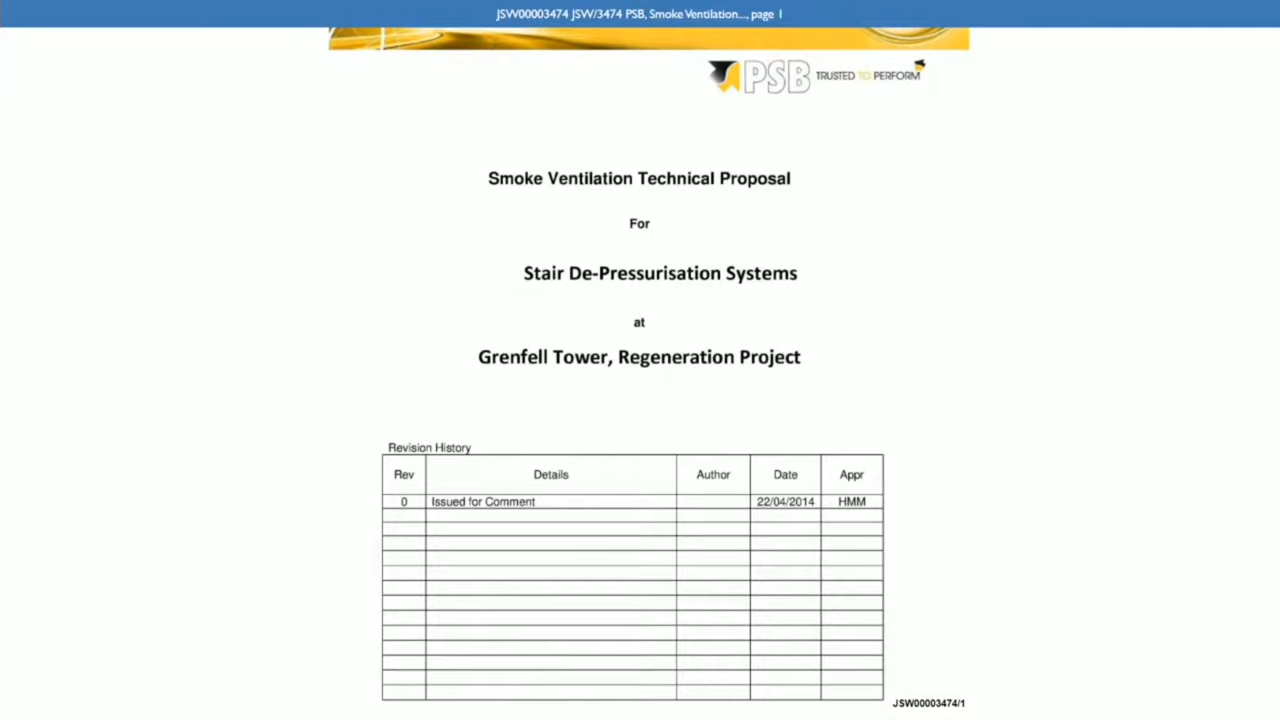 JSW00003474 JSW/3474 PSB, Smoke Ventilation..., page 1
PSB TRUSTED TO PERFORM
Smoke Ventilation Technical Proposal
For
Stair De-Pressurisation Systems
at
Grenfell Tower, Regeneration Project
Revision History
Rev Details Author Date Appr
0 Issued for Comment 22/04/2014 HMM
JSW00003474/1